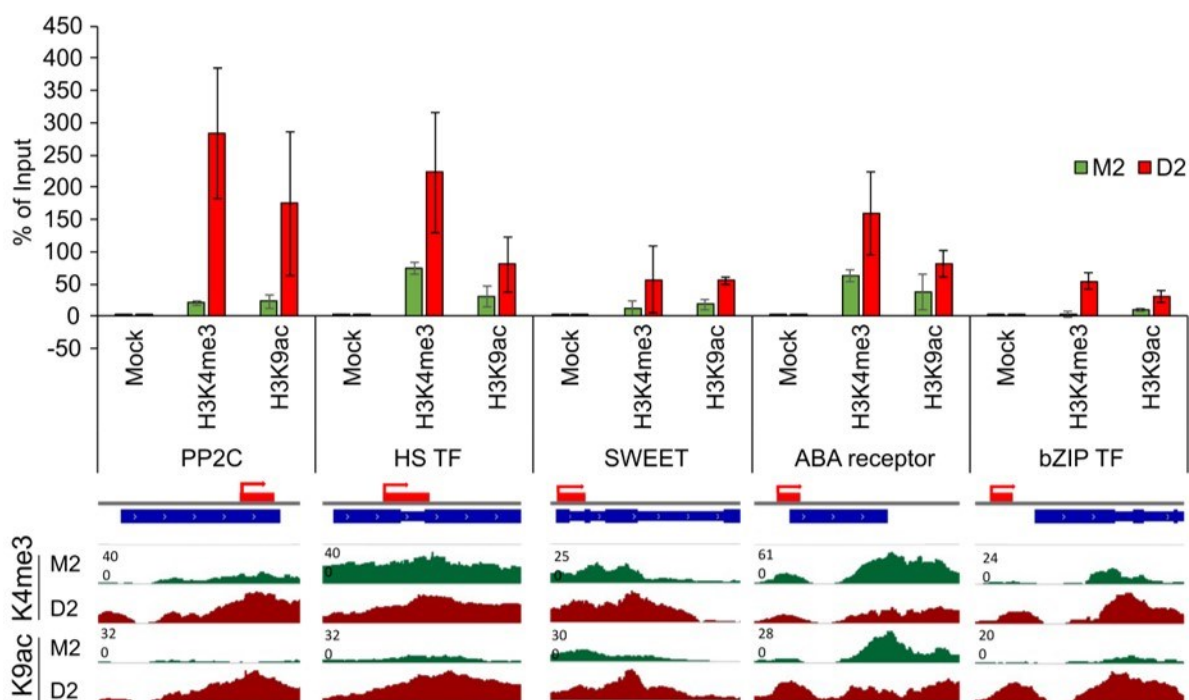 450
400
350
300
250
200
150
100
50
0
-50
% of Input
M2 D2
Mock H3K4me3 H3K9ac Mock H3K4me3 H3K9ac Mock H3K4me3 H3K9ac Mock H3K4me3 H3K9ac Mock H3K4me3 H3K9ac
PP2C HS TF SWEET ABA receptor bZIP TF
K4me3
M2 40 40 25 61 24
0 0 0 0 0
D2
K9ac
M2 32 32 30 28 20
0 0 0 0 0
D2